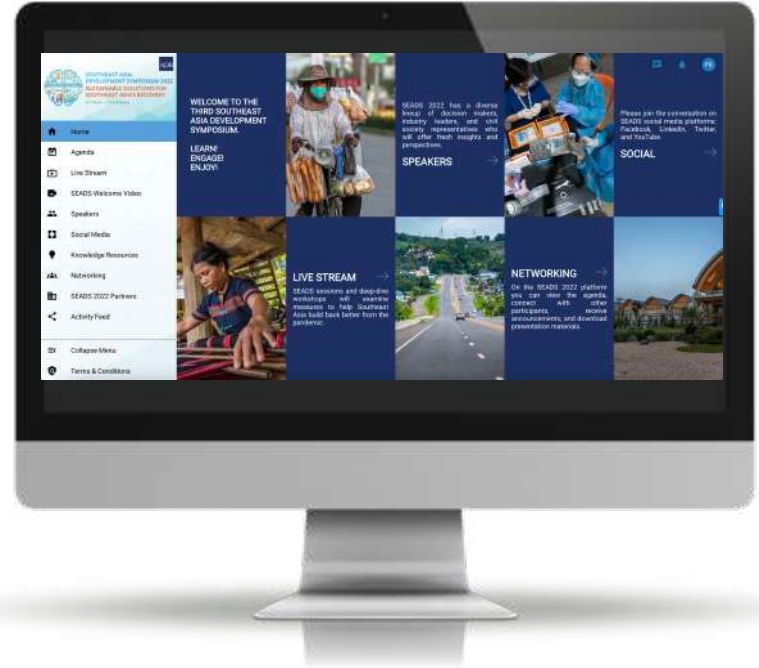 ADB
SOUTHEAST ASIA
DEVELOPMENT SYMPOSIUM 2022
SUSTAINABLE SOLUTIONS FOR
SOUTHEAST ASIA'S RECOVERY
Home
Agenda
Live Stream
SEADS Welcome Video
Speakers
Social Media
Knowledge Resources
Networking
SEADS 2022 Partners
Activity Feed
Collapse Menu
Terms & Conditions
WELCOME TO THE
THIRD SOUTHEAST
ASIA DEVELOPMENT
SYMPOSIUM.
LEARN!
ENGAGE!
ENJOY!
SEADS 2022 has a diverse
lineup of decision makers,
industry leaders, and civil
society representatives who
will offer fresh insights and
perspectives.
SPEAKERS
Please join the conversation on
SEADS social media platforms:
Facebook, LinkedIn, Twitter,
and YouTube.
SOCIAL
LIVE STREAM
SEADS sessions and deep-dive
workshops will examine
measures to help Southeast
Asia build back better from the
pandemic.
NETWORKING
On the SEADS 2022 platform
you can view the agenda,
connect with other
participants, receive
announcements, and download
presentation materials.